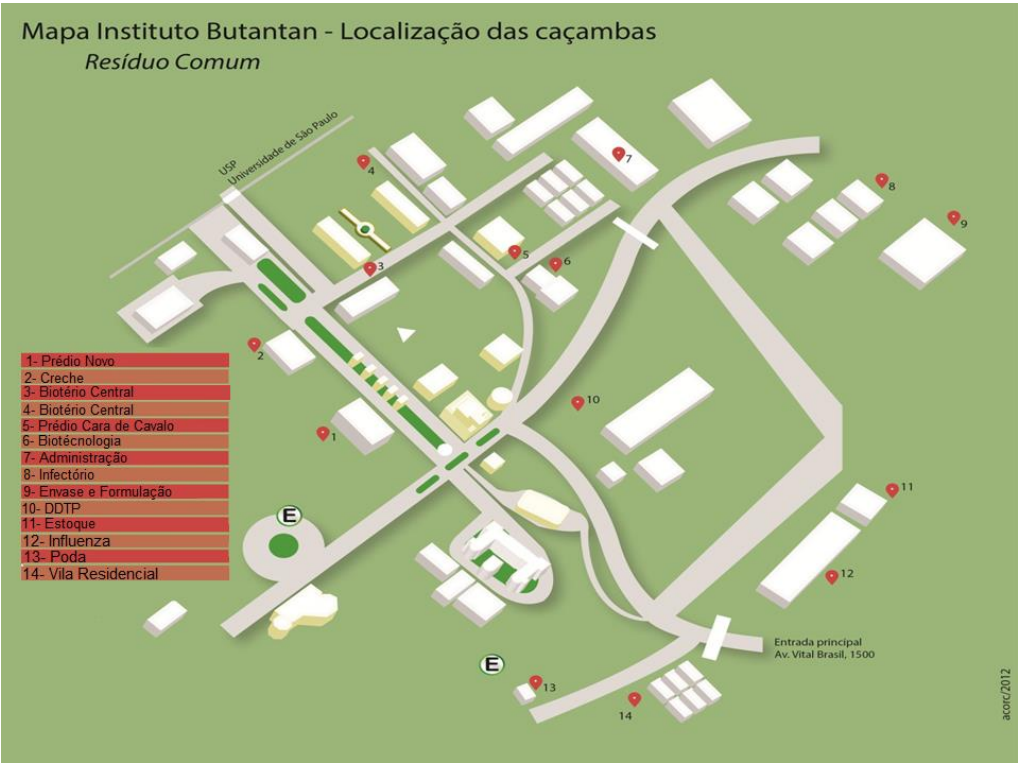 Mapa Instituto Butantan - Localização das caçambas
Resíduo Comum
USP
Universidade de São Paulo
4
7
8
9
3
5
6
2
10
1
11
12
13
14
1- Prédio Novo
2- Creche
3- Biotério Central
4- Biotério Central
5- Prédio Cara de Cavalo
6- Biotécnologia
7- Administração
8- Infectório
9- Envase e Formulação
10- DDTP
11- Estoque
12- Influenza
13- Poda
14- Vila Residencial
E
E
Entrada principal
Av. Vital Brasil, 1500
acorc/2012